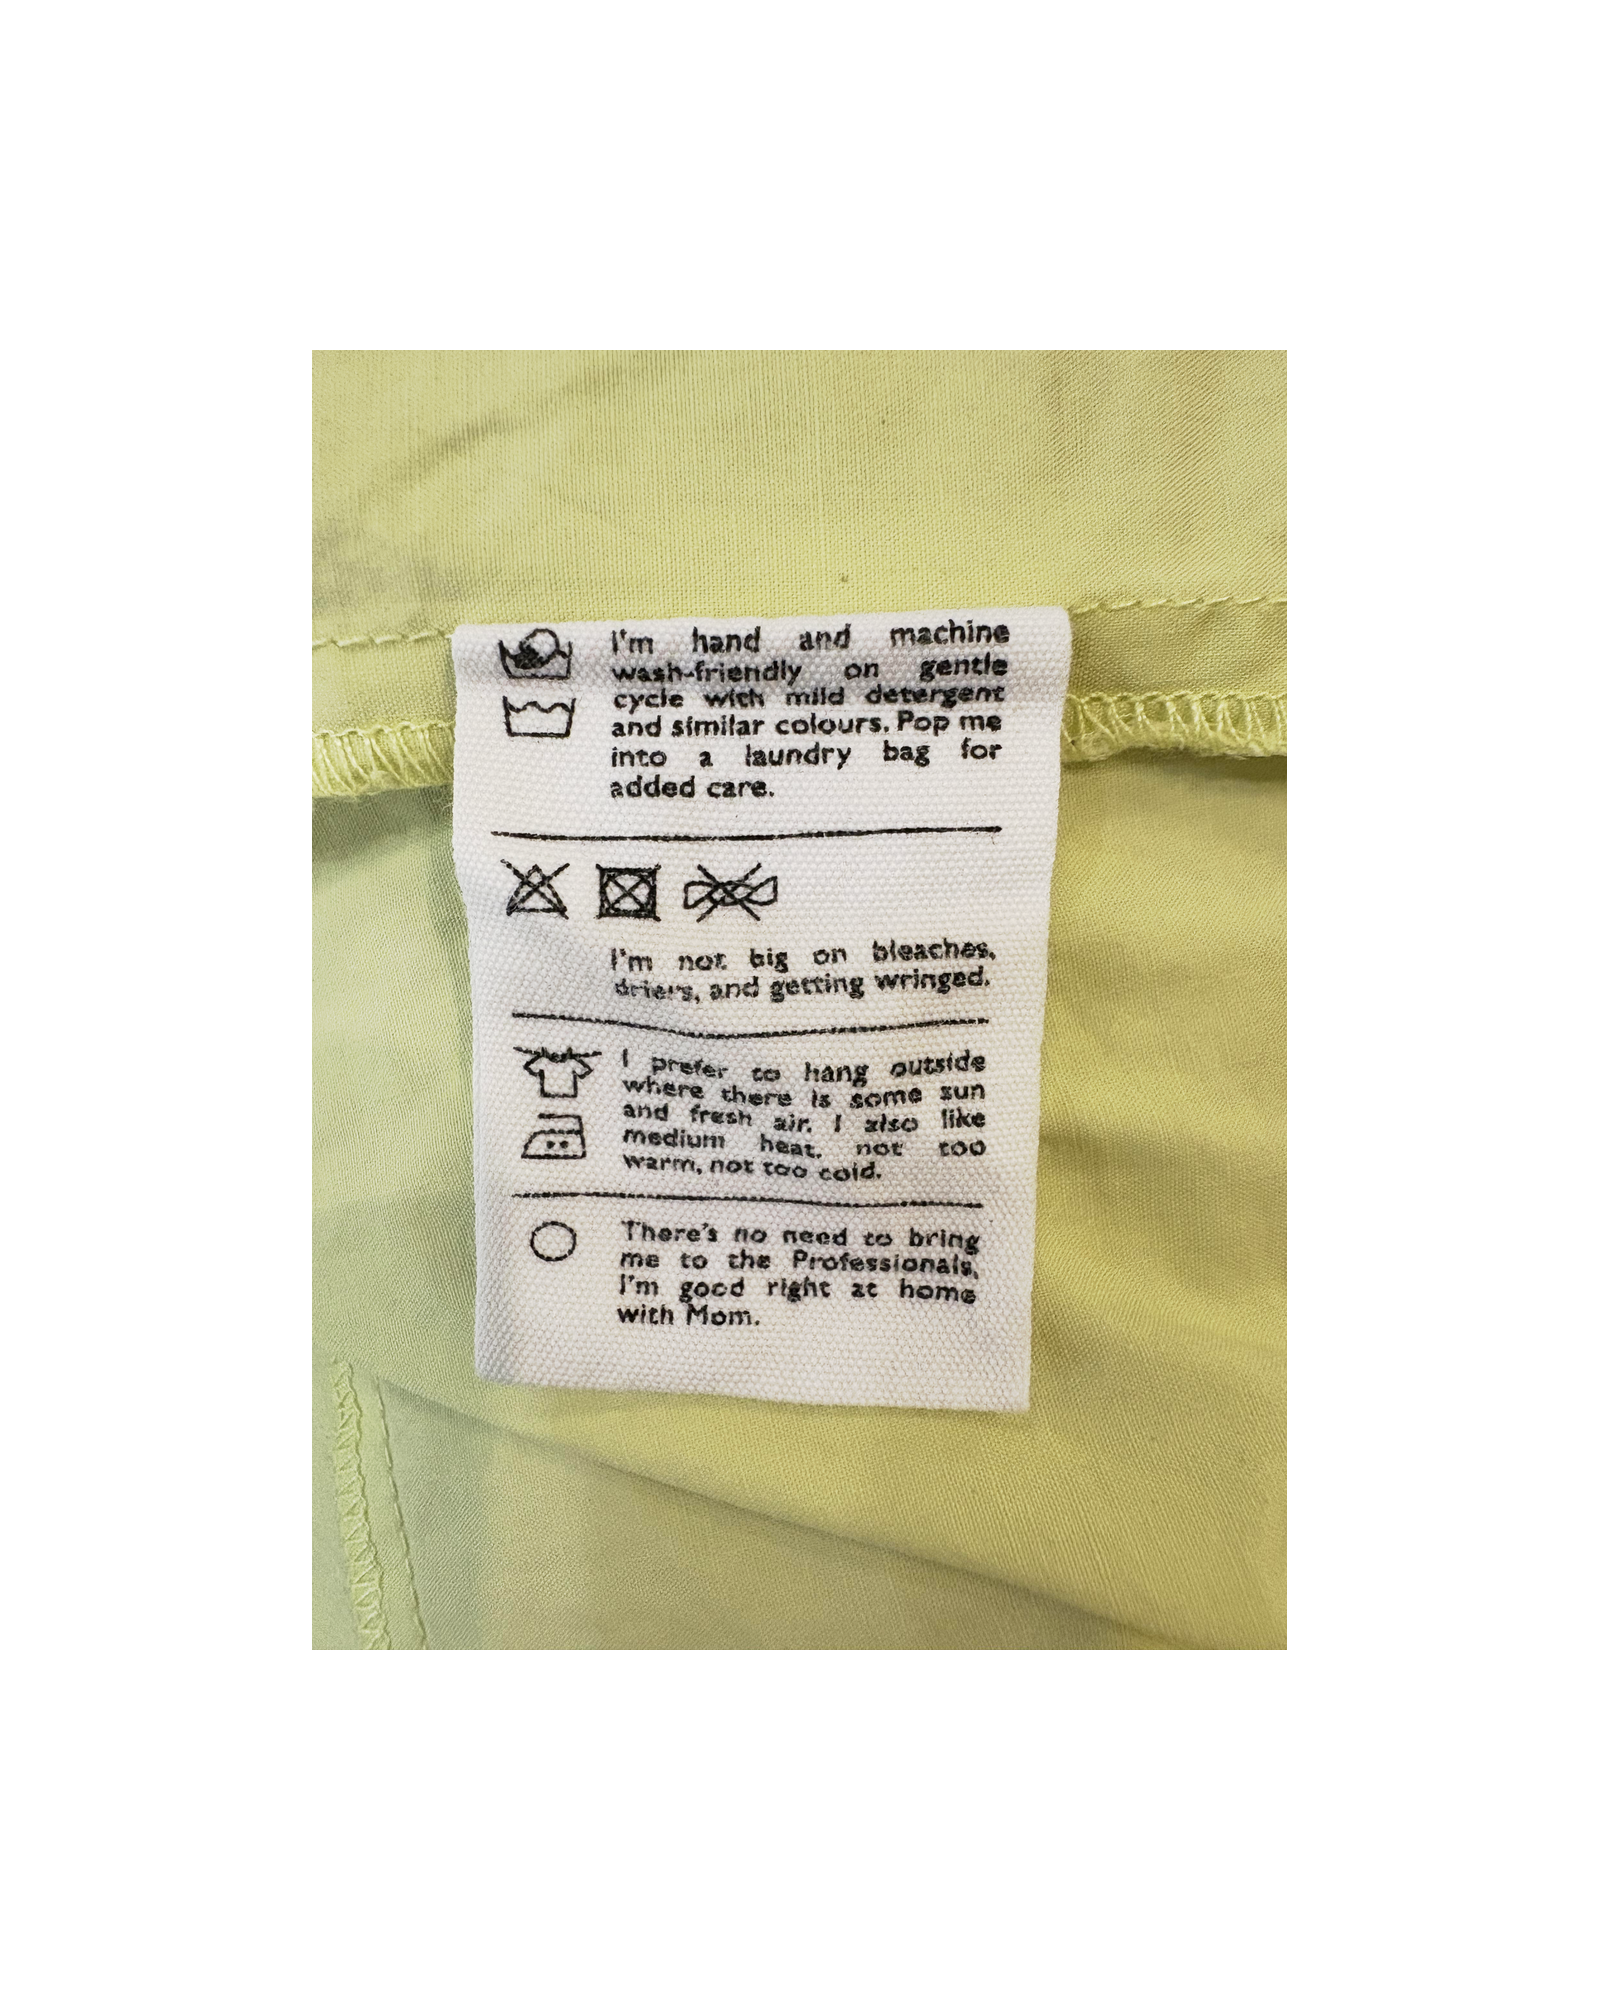 I'm hand and machine
wash-friendly on gentle
cycle with mild detergent
and similar colours. Pop me
into a laundry bag for
added care.
I'm not big on bleaches,
driers, and getting wringed.
I prefer to hang outside
where there is some sun
and fresh air. I also like
medium heat, not too
warm, not too cold.
There's no need to bring
me to the Professionals,
I'm good right at home
with Mom.